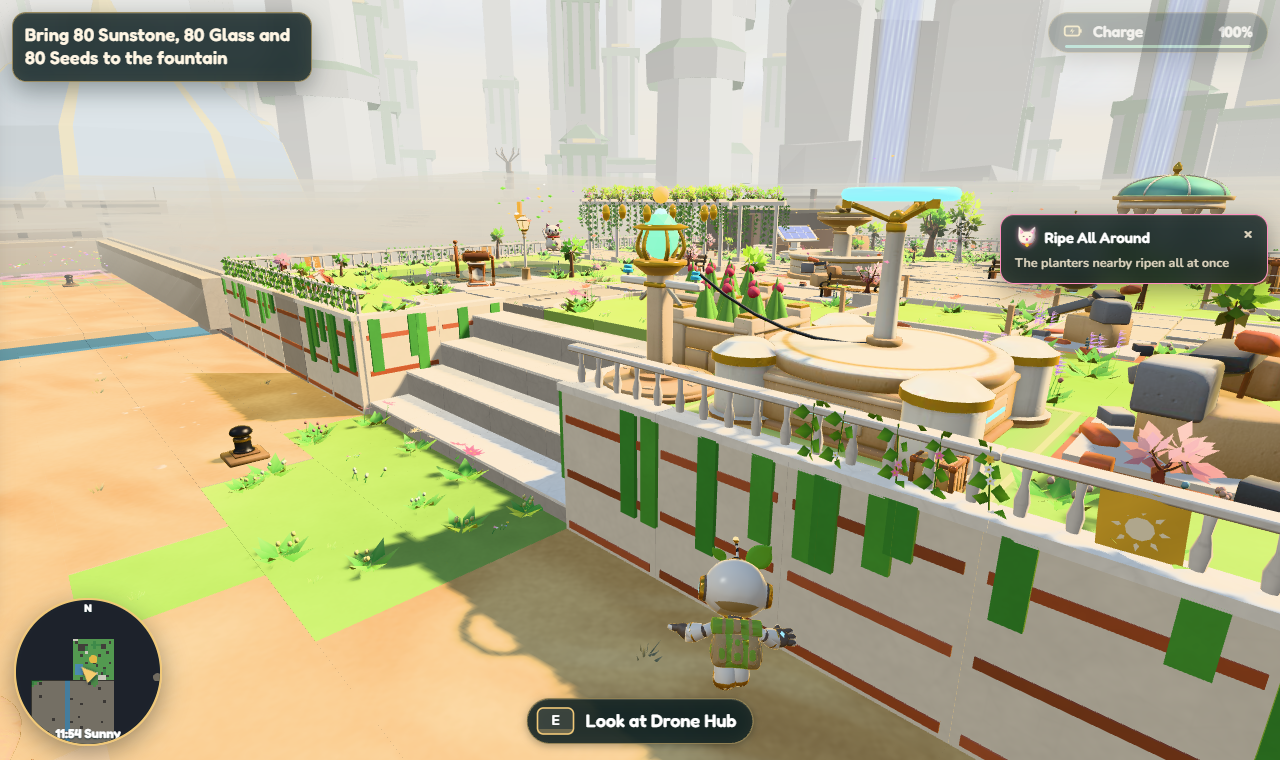 Bring 80 Sunstone, 80 Glass and
80 Seeds to the fountain
Charge 100%
Ripe All Around ×
The planters nearby ripen all at once
N
11:54 Sunny
E Look at Drone Hub